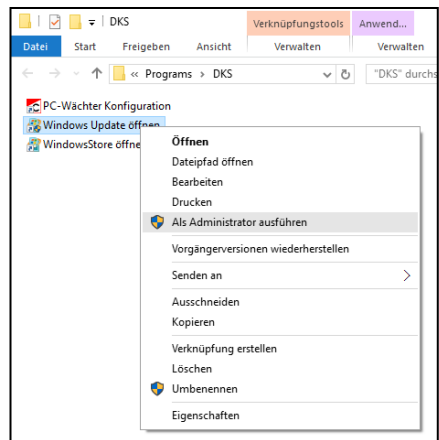 DKS
Verknüpfungstools
Anwend...
Datei
Start
Freigeben
Ansicht
Verwalten
Verwalten
« Programs > DKS
"DKS" durchs
PC-Wächter Konfiguration
Windows Update öffnen
WindowsStore öffne
Öffnen
Dateipfad öffnen
Bearbeiten
Drucken
Als Administrator ausführen
Vorgängerversionen wiederherstellen
Senden an
Ausschneiden
Kopieren
Verknüpfung erstellen
Löschen
Umbenennen
Eigenschaften